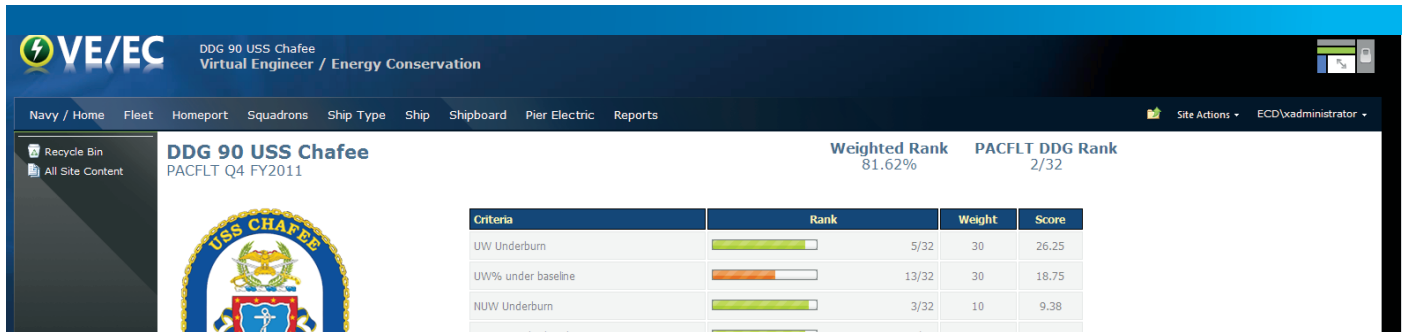 VE/EC
DDG 90 USS Chafee
Virtual Engineer / Energy Conservation
Navy / Home Fleet Homeport Squadrons Ship Type Ship Shipboard Pier Electric Reports Site Actions ECD\xadministrator
Recycle Bin
All Site Content
DDG 90 USS Chafee
PACFLT Q4 FY2011
Weighted Rank PACFLT DDG Rank
81.62% 2/32
USS CHAFEE
Criteria Rank Weight Score
UW Underburn 5/32 30 26.25
UW% under baseline 13/32 30 18.75
NUW Underburn 3/32 10 9.38